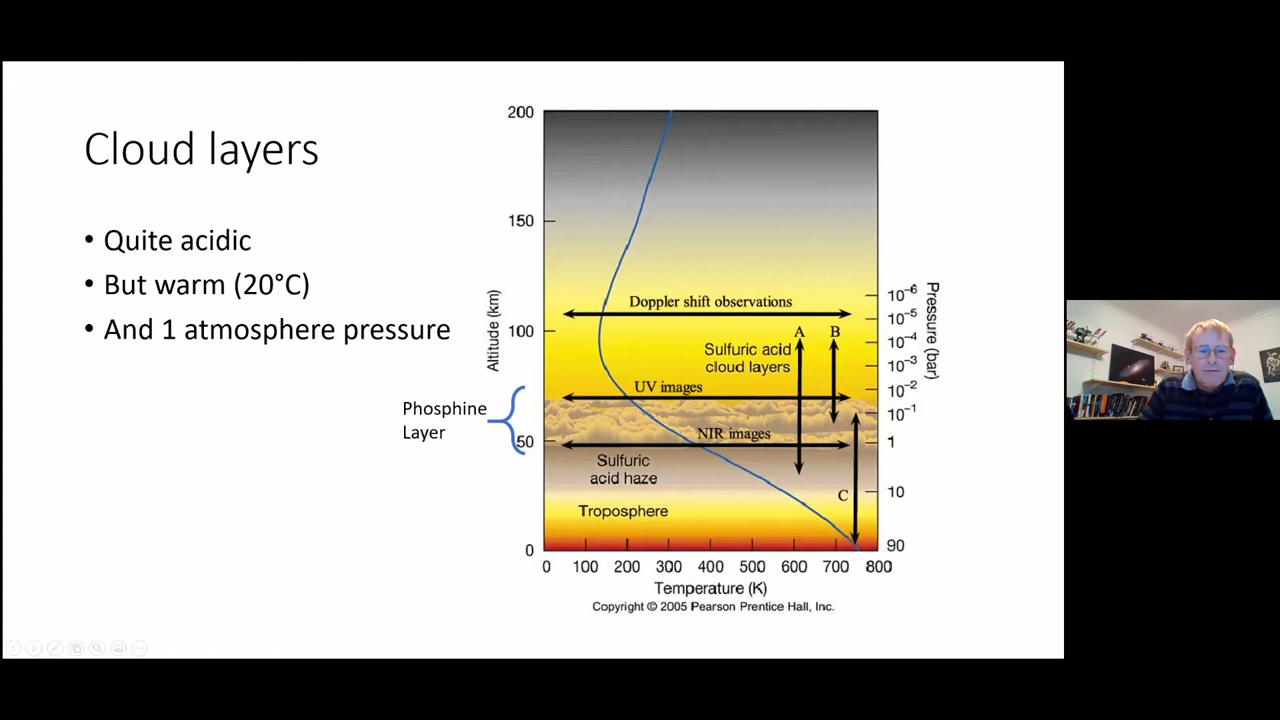 Cloud layers
• Quite acidic
• But warm (20°C)
• And 1 atmosphere pressure
Phosphine
Layer
Altitude (km)
200
150
100
50
0
Doppler shift observations
A
B
Sulfuric acid
cloud layers
UV images
NIR images
Sulfuric
acid haze
C
Troposphere
10⁻⁶
10⁻⁵
10⁻⁴
10⁻³
10⁻²
10⁻¹
1
10
90
Pressure (bar)
0 100 200 300 400 500 600 700 800
Temperature (K)
Copyright © 2005 Pearson Prentice Hall, Inc.